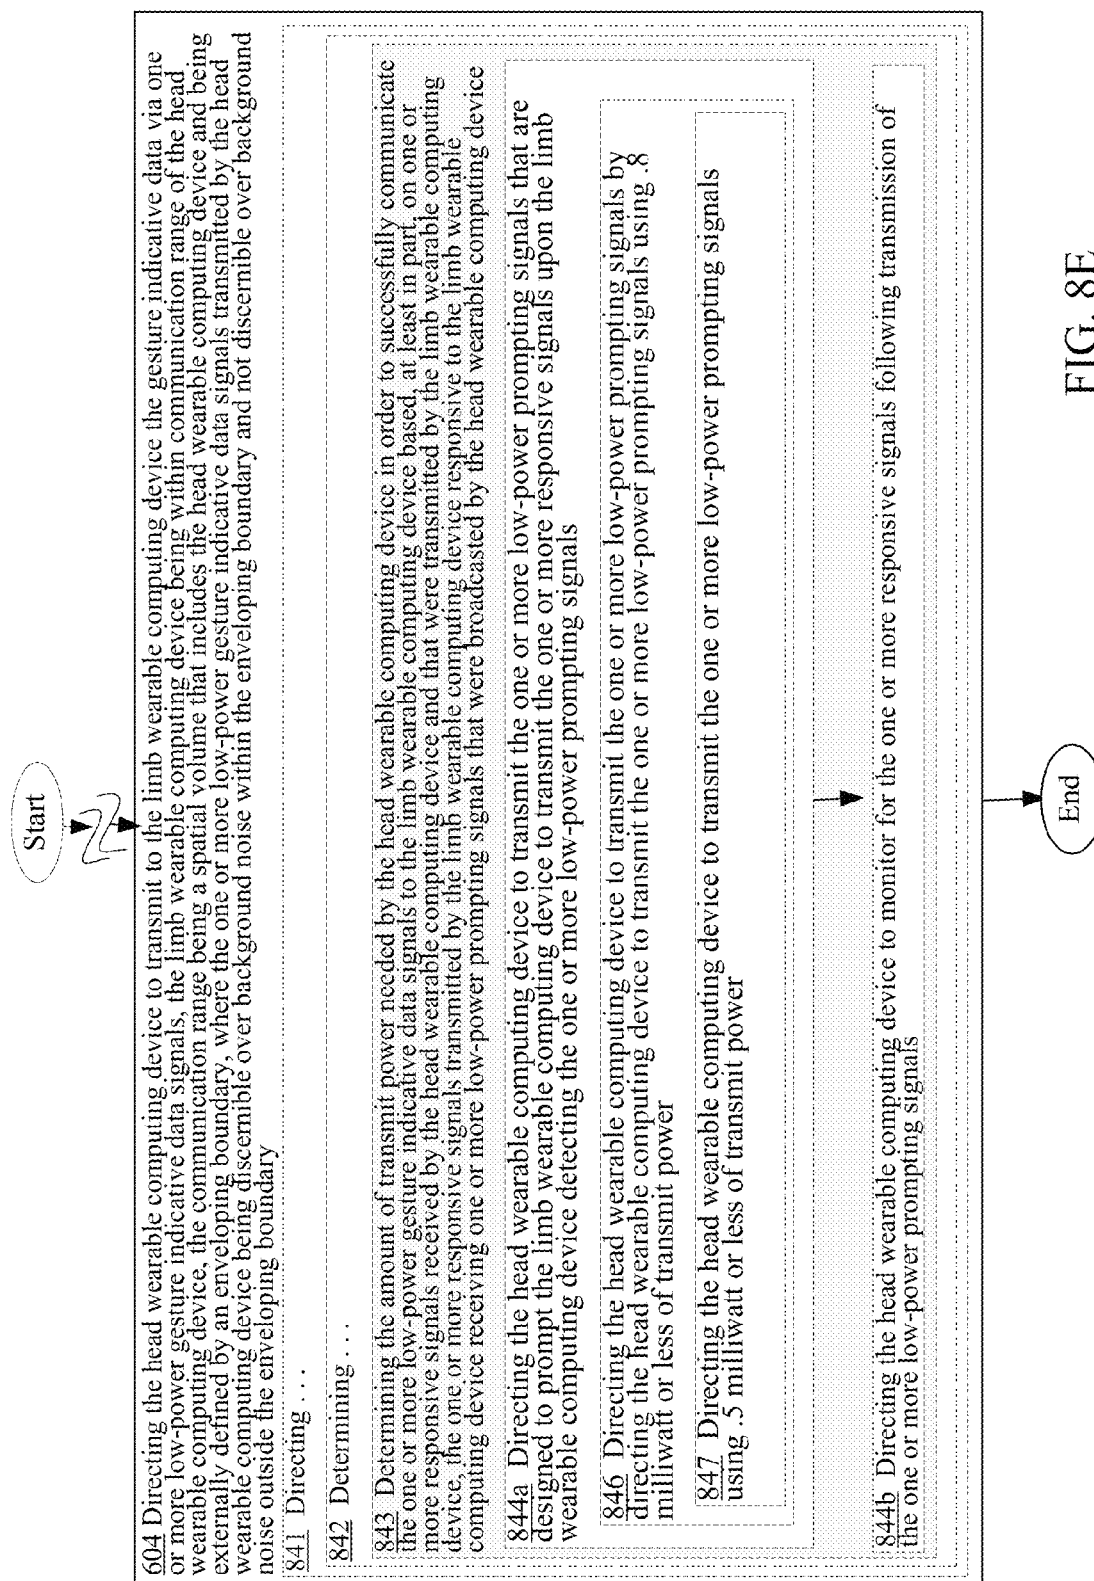 Start
604 Directing the head wearable computing device to transmit to the limb wearable computing device the gesture indicative data via one
or more low-power gesture indicative data signals, the limb wearable computing device being within communication range of the head
wearable computing device, the communication range being a spatial volume that includes the head wearable computing device and being
externally defined by an enveloping boundary, where the one or more low-power gesture indicative data signals transmitted by the head
wearable computing device being discernible over background noise within the enveloping boundary and not discernible over background
noise outside the enveloping boundary
841 Directing . . .
842 Determining . . .
843 Determining the amount of transmit power needed by the head wearable computing device in order to successfully communicate
the one or more low-power gesture indicative data signals to the limb wearable computing device based, at least in part, on one or
more responsive signals received by the head wearable computing device and that were transmitted by the limb wearable computing
device, the one or more responsive signals transmitted by the limb wearable computing device responsive to the limb wearable
computing device receiving one or more low-power prompting signals that were broadcasted by the head wearable computing device
844a Directing the head wearable computing device to transmit the one or more low-power prompting signals that are
designed to prompt the limb wearable computing device to transmit the one or more responsive signals upon the limb
wearable computing device detecting the one or more low-power prompting signals
846 Directing the head wearable computing device to transmit the one or more low-power prompting signals by
directing the head wearable computing device to transmit the one or more low-power prompting signals using .8
milliwatt or less of transmit power
847 Directing the head wearable computing device to transmit the one or more low-power prompting signals
using .5 milliwatt or less of transmit power
844b Directing the head wearable computing device to monitor for the one or more responsive signals following transmission of
the one or more low-power prompting signals
End
FIG. 8E